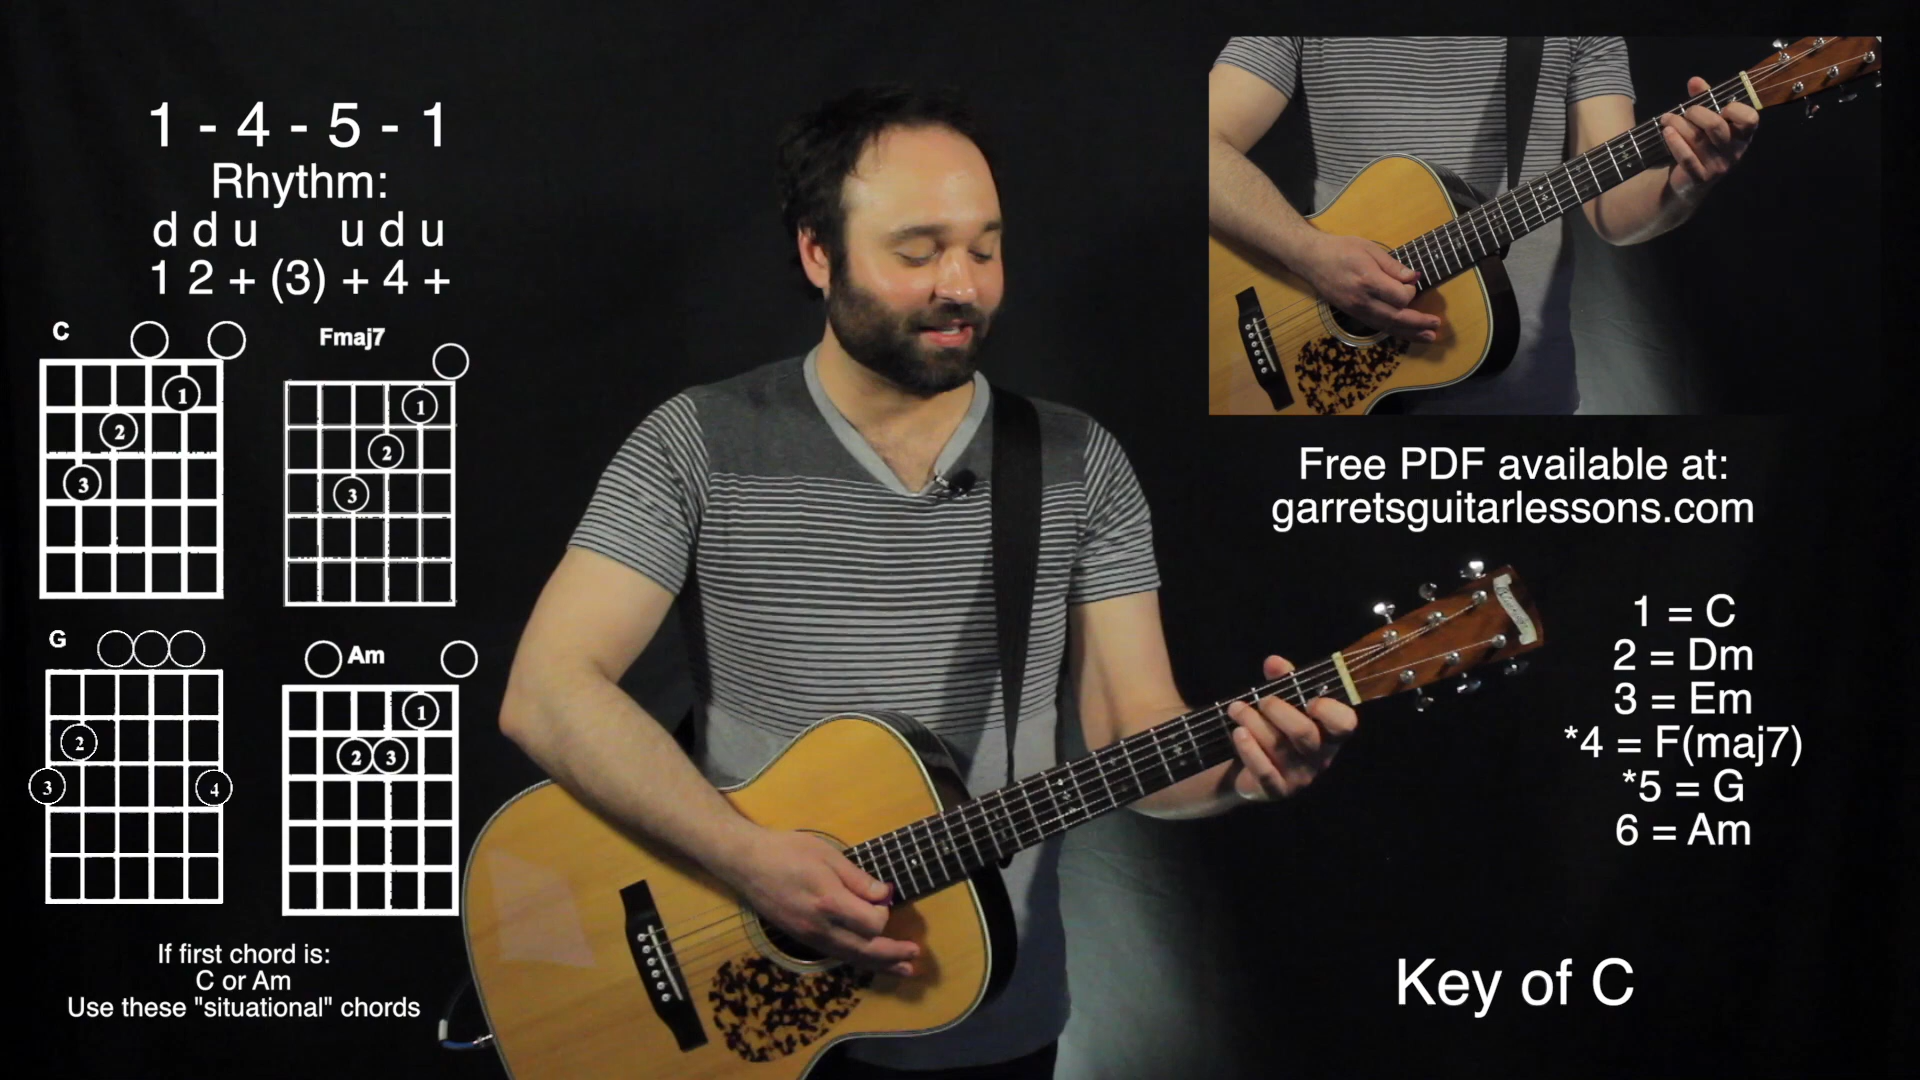 1 - 4 - 5 - 1
Rhythm:
d d u u d u
1 2 + (3) + 4 +
C
1
2
3
Fmaj7
1
2
3
G
2
3
4
Am
1
2 3
If first chord is:
C or Am
Use these "situational" chords
Free PDF available at:
garretsguitarlessons.com
1 = C
2 = Dm
3 = Em
*4 = F(maj7)
*5 = G
6 = Am
Key of C